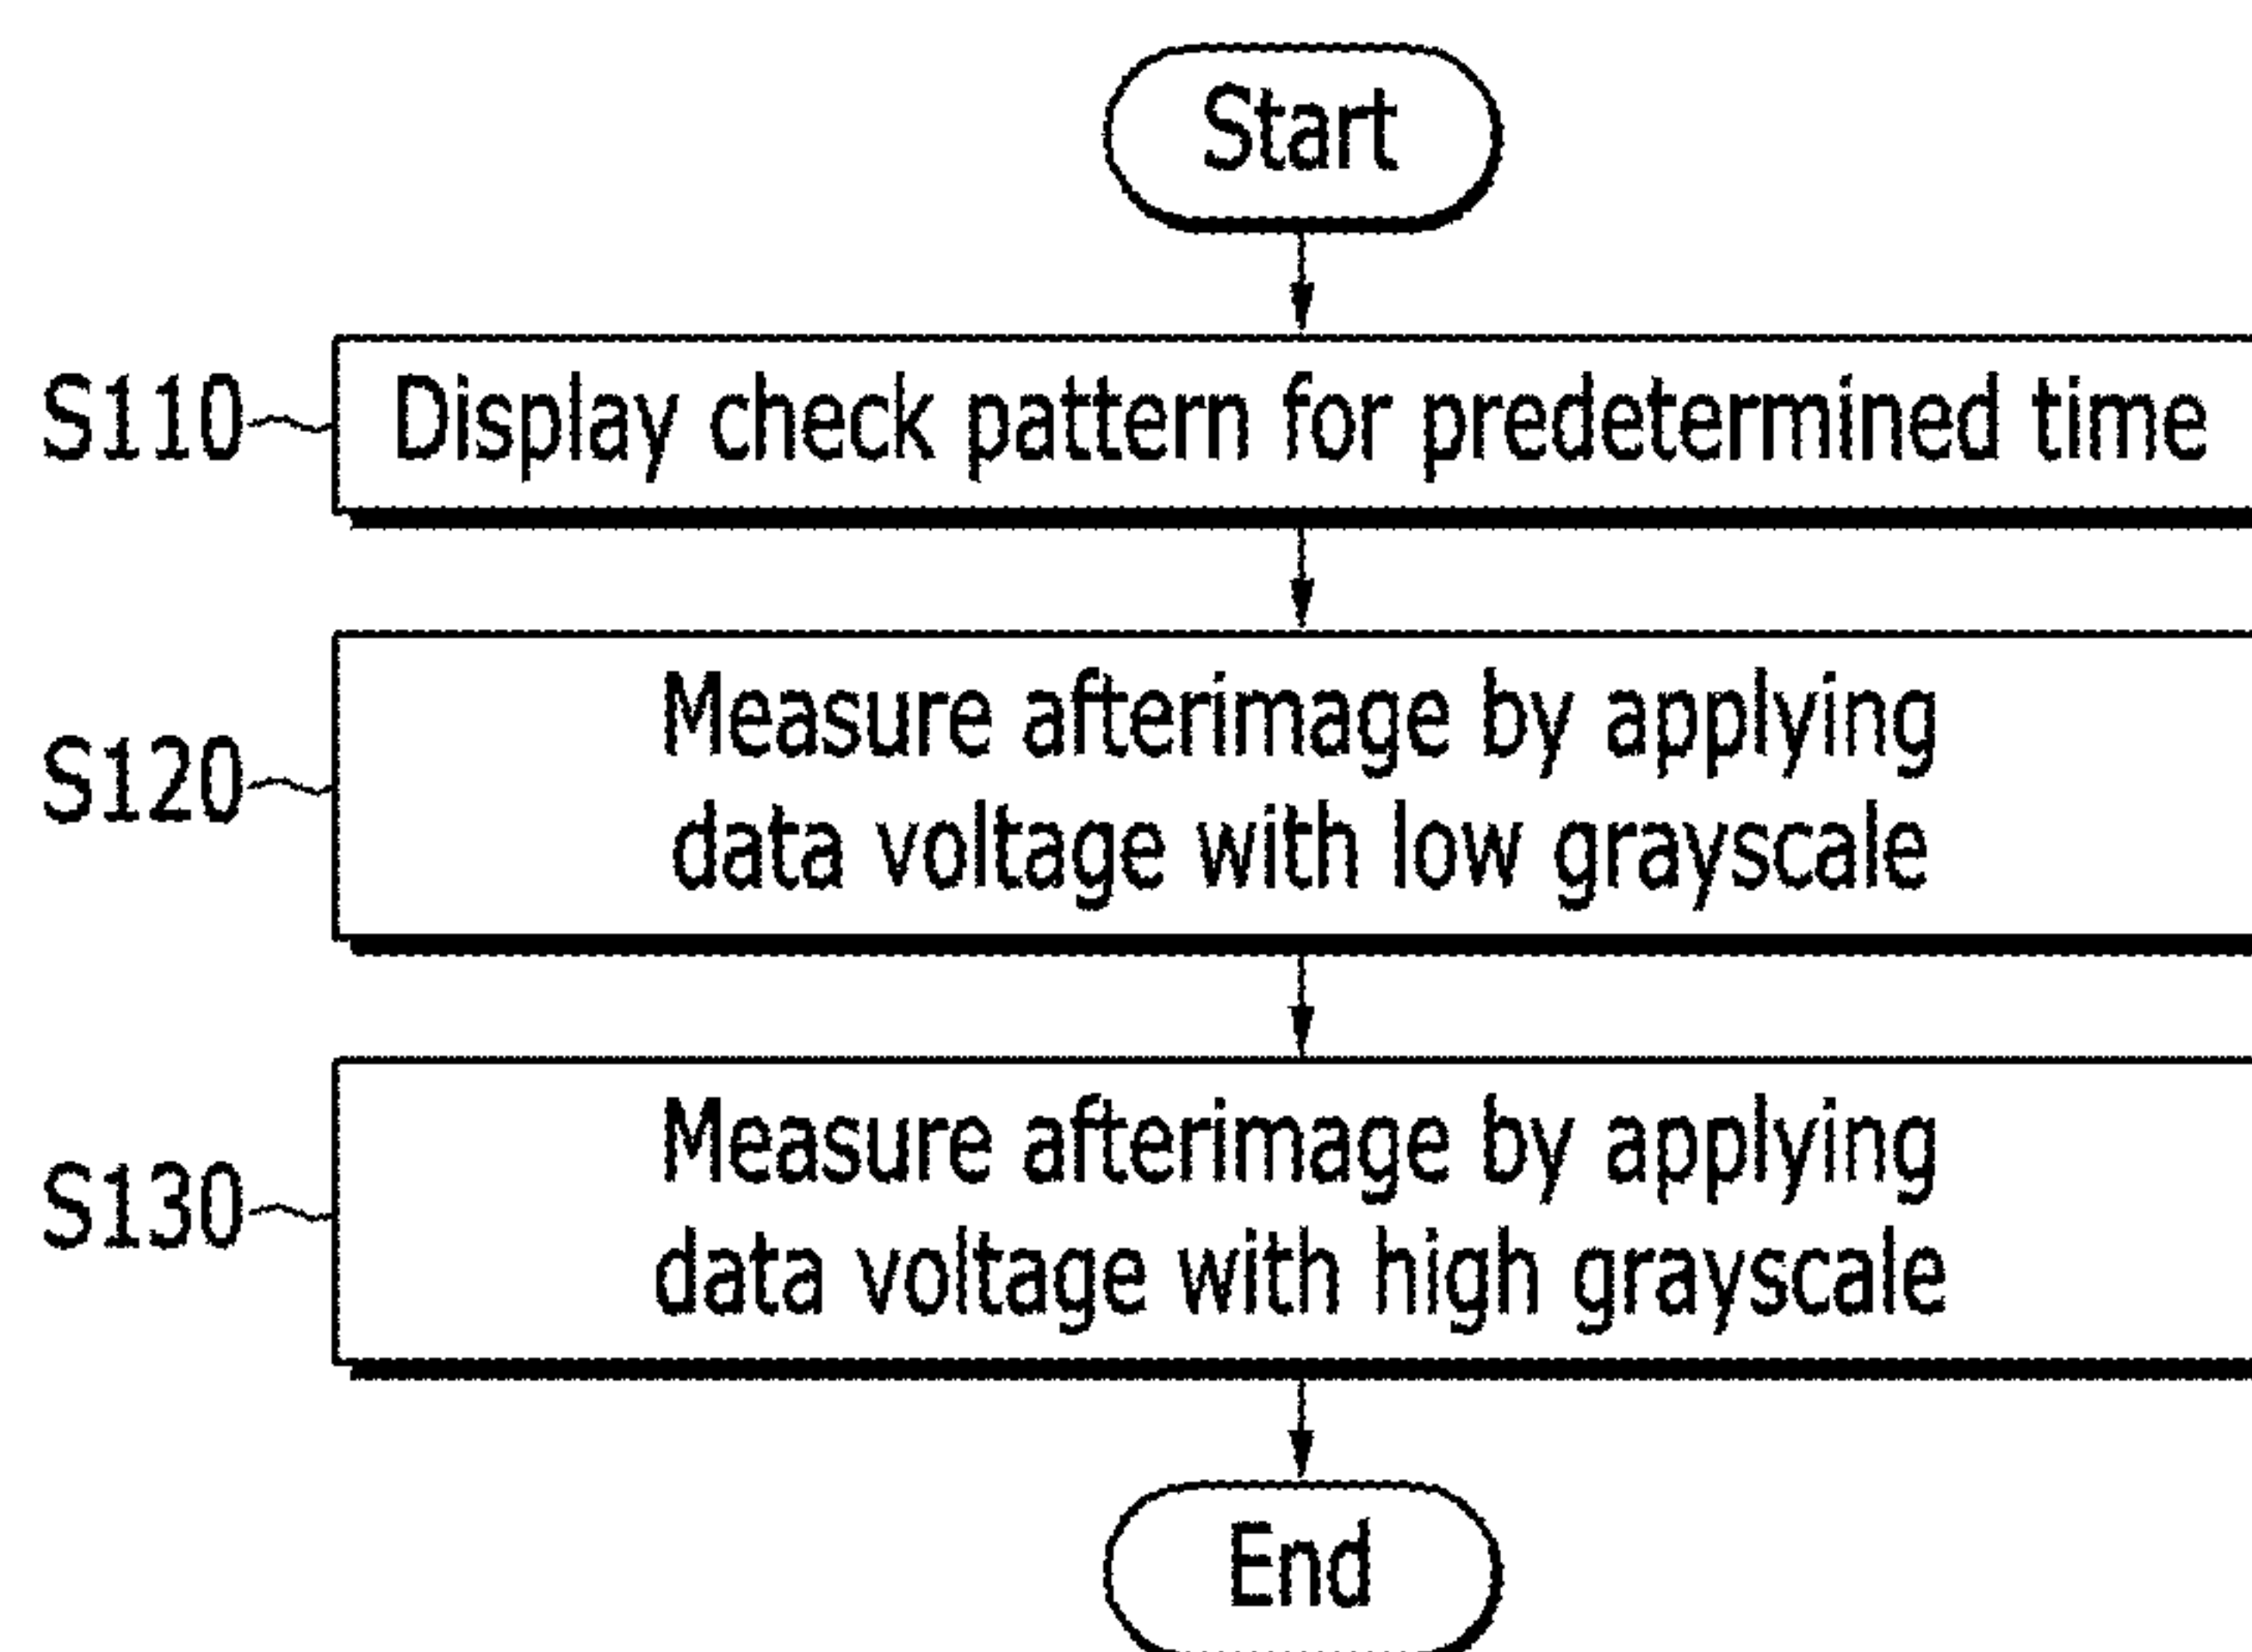 Start
S110 Display check pattern for predetermined time
Measure afterimage by applying
S120
data voltage with low grayscale
Measure afterimage by applying
S130
data voltage with high grayscale
End